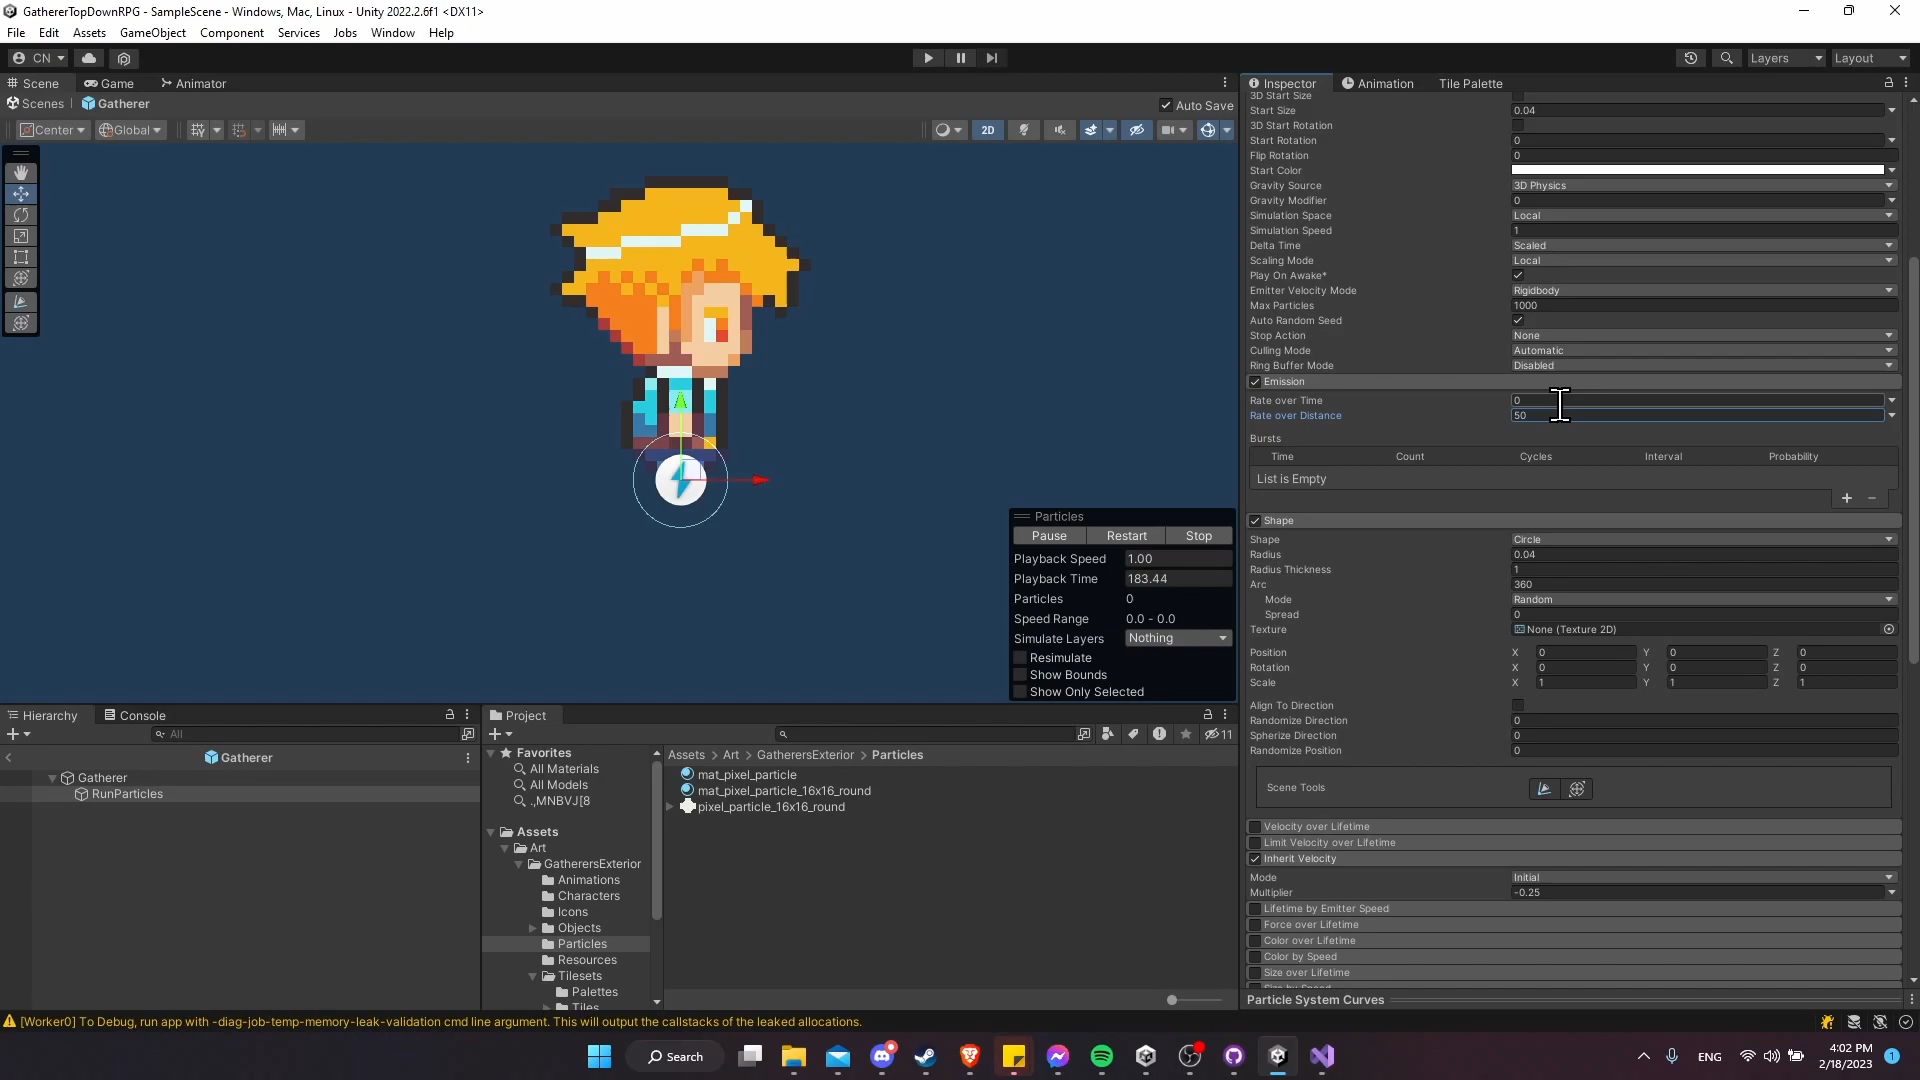 GathererTopDownRPG - SampleScene - Windows, Mac, Linux - Unity 2022.2.6f1 <DX11>
File Edit Assets GameObject Component Services Jobs Window Help
CN Layers Layout
Scene Game Animator
Scenes Gatherer Auto Save
Center Global 2D
Particles
Pause Restart Stop
Playback Speed 1.00
Playback Time 183.44
Particles 0
Speed Range 0.0 - 0.0
Simulate Layers Nothing
Resimulate
Show Bounds
Show Only Selected
Inspector Animation Tile Palette
3D Start Size
Start Size 0.04
3D Start Rotation
Start Rotation 0
Flip Rotation 0
Start Color
Gravity Source 3D Physics
Gravity Modifier 0
Simulation Space Local
Simulation Speed 1
Delta Time Scaled
Scaling Mode Local
Play On Awake*
Emitter Velocity Mode Rigidbody
Max Particles 1000
Auto Random Seed
Stop Action None
Culling Mode Automatic
Ring Buffer Mode Disabled
Emission
Rate over Time 0
Rate over Distance 50
Bursts
Time Count Cycles Interval Probability
List is Empty
+ −
Shape
Shape Circle
Radius 0.04
Radius Thickness 1
Arc 360
Mode Random
Spread 0
Texture None (Texture 2D)
Position X 0 Y 0 Z 0
Rotation X 0 Y 0 Z 0
Scale X 1 Y 1 Z 1
Align To Direction
Randomize Direction 0
Spherize Direction 0
Randomize Position 0
Scene Tools
Velocity over Lifetime
Limit Velocity over Lifetime
Inherit Velocity
Mode Initial
Multiplier -0.25
Lifetime by Emitter Speed
Force over Lifetime
Color over Lifetime
Color by Speed
Size over Lifetime
Size by Speed
Particle System Curves
Hierarchy Console
All
Gatherer
Gatherer
RunParticles
Project
11
Favorites
All Materials
All Models
.,MNBVJ[8
Assets
Art
GatherersExterior
Animations
Characters
Icons
Objects
Particles
Resources
Tilesets
Palettes
Tiles
Assets > Art > GatherersExterior > Particles
mat_pixel_particle
mat_pixel_particle_16x16_round
pixel_particle_16x16_round
[Worker0] To Debug, run app with -diag-job-temp-memory-leak-validation cmd line argument. This will output the callstacks of the leaked allocations.
Search
ENG
4:02 PM
2/18/2023
1